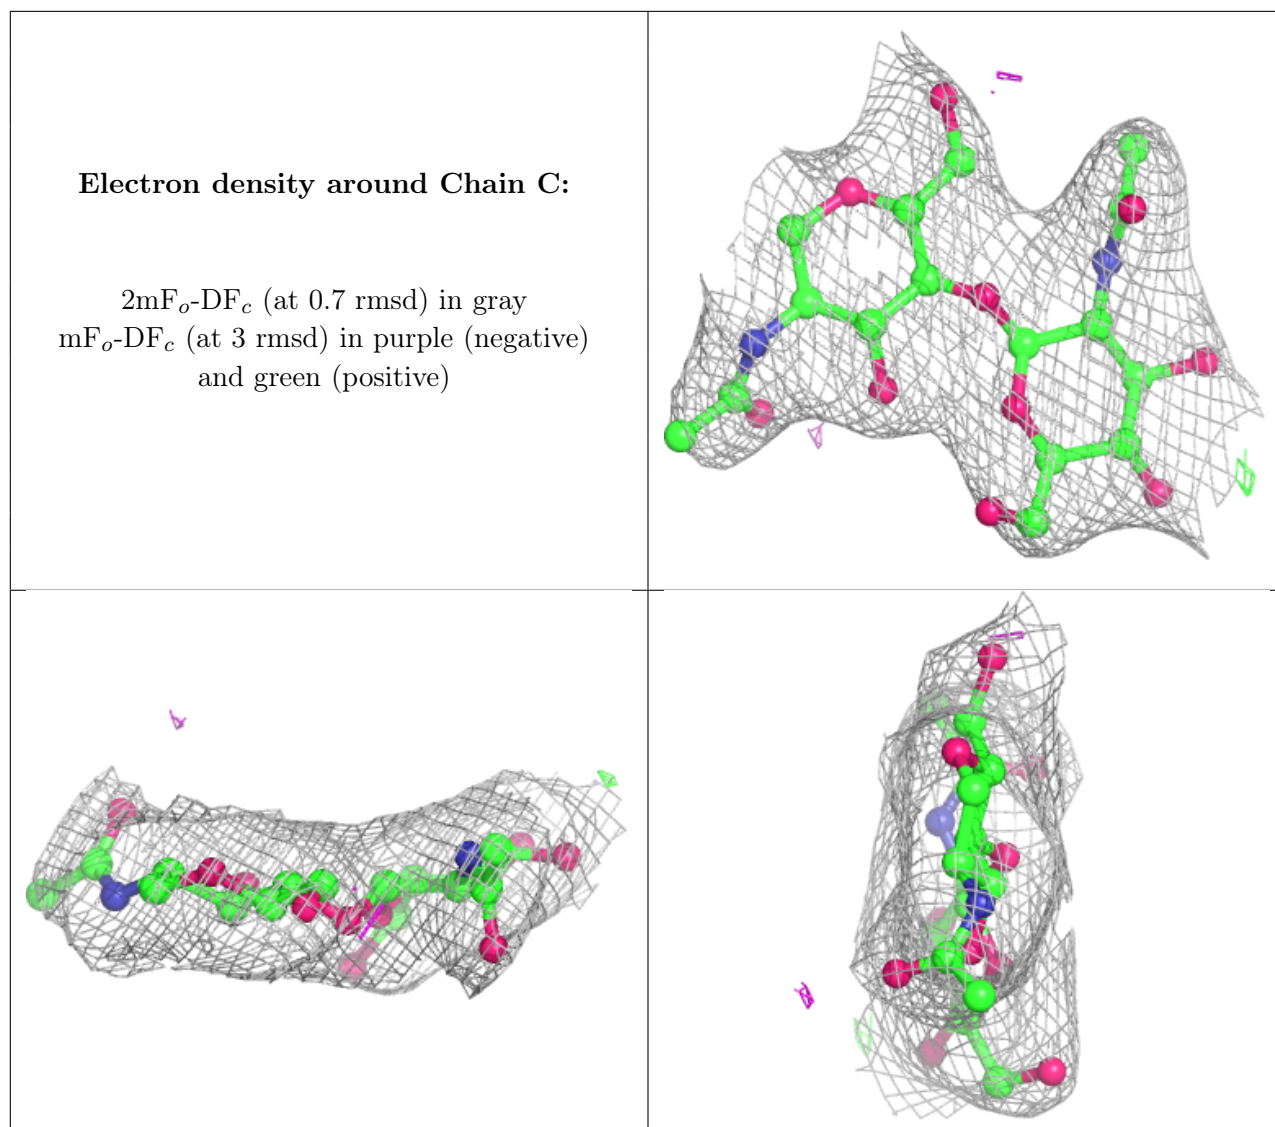 Electron density around Chain C:
2mFo-DFc (at 0.7 rmsd) in gray
mFo-DFc (at 3 rmsd) in purple (negative)
and green (positive)